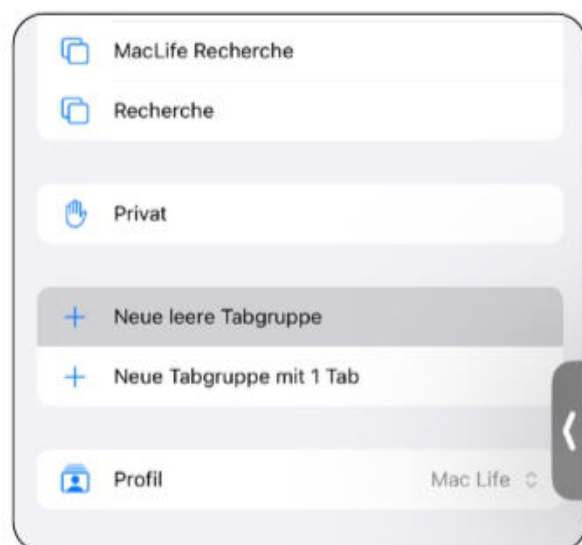 MacLife Recherche
Recherche
Privat
Neue leere Tabgruppe
Neue Tabgruppe mit 1 Tab
Profil Mac Life